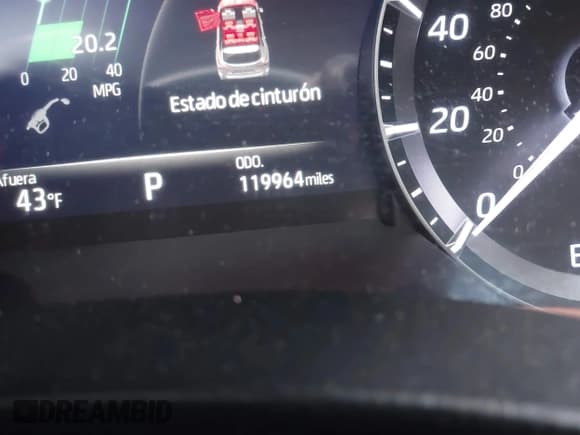 20.2
0 20 40
MPG
Estado de cinturón
Afuera
43°F
P
ODO.
119964 miles
40
20
0
80
60
40
20
0
E
DREAMBID